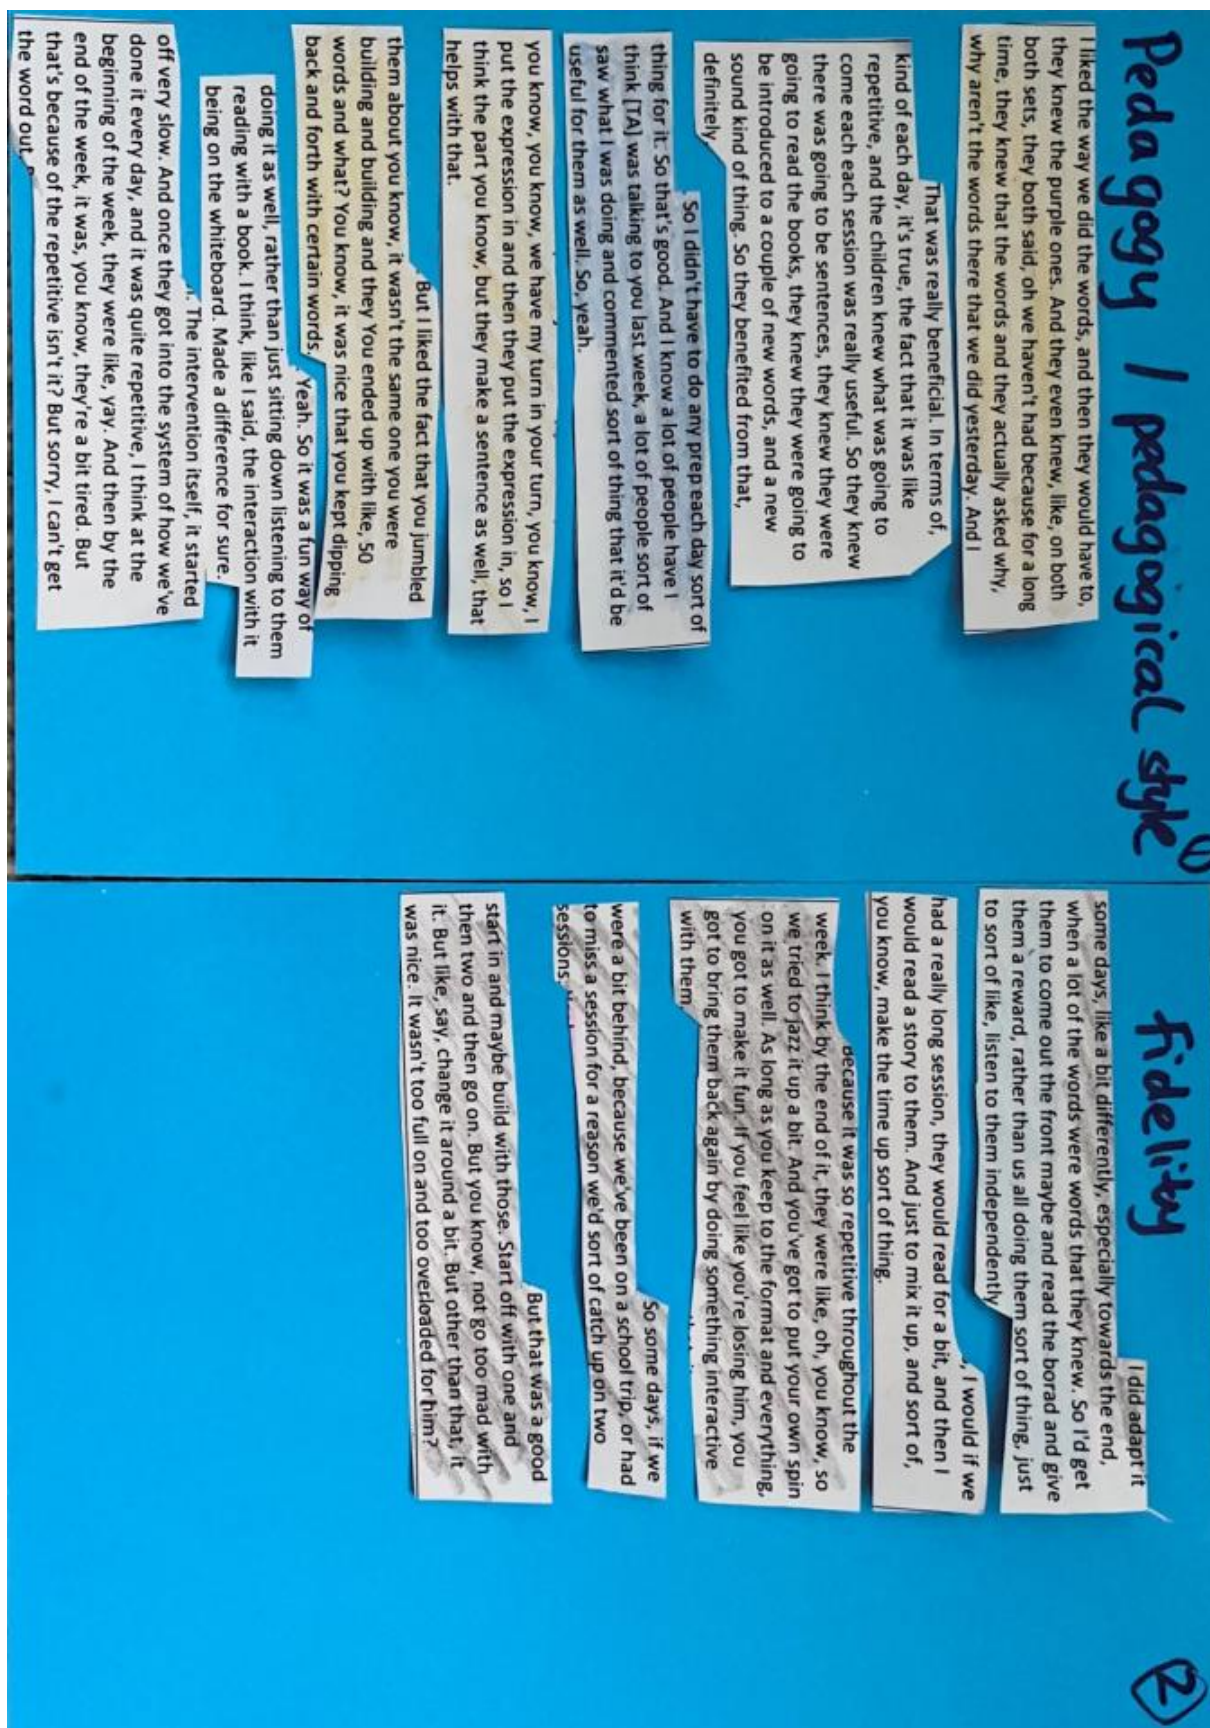 Pedagogy / pedagogical style
1
I liked the way we did the words, and then they would have to,
they knew the purple ones. And they even knew, like, on both
both sets, they both said, oh we haven't had because for a long
time, they knew that the words and they actually asked why,
why aren't the words there that we did yesterday. And I
That was really beneficial. In terms of,
kind of each day, it's true, the fact that it was like
repetitive, and the children knew what was going to
come each each session was really useful. So they knew
there was going to be sentences, they knew they were
going to read the books, they knew they were going to
be introduced to a couple of new words, and a new
sound kind of thing. So they benefited from that,
definitely,
So I didn't have to do any prep each day sort of
thing for it. So that's good. And I know a lot of people have I
think [TA] was talking to you last week, a lot of people sort of
saw what I was doing and commented sort of thing that it'd be
useful for them as well. So, yeah.
you know, you know, we have my turn in your turn, you know, I
put the expression in and then they put the expression in, so I
think the part you know, but they make a sentence as well, that
helps with that.
But I liked the fact that you jumbled
them about you know, it wasn't the same one you were
building and building and they You ended up with like, 50
words and what? You know, it was nice that you kept dipping
back and forth with certain words.
Yeah. So it was a fun way of
doing it as well, rather than just sitting down listening to them
reading with a book. I think, like I said, the interaction with it
being on the whiteboard. Made a difference for sure.
The intervention itself, it started
off very slow. And once they got into the system of how we've
done it every day, and it was quite repetitive, I think at the
beginning of the week, they were like, yay. And then by the
end of the week, it was, you know, they're a bit tired. But
that's because of the repetitive isn't it? But sorry, I can't get
the word out
fidelity
2
I did adapt it
some days, like a bit differently, especially towards the end,
when a lot of the words were words that they knew. So I'd get
them to come out the front maybe and read the borad and give
them a reward, rather than us all doing them sort of thing, just
to sort of like, listen to them independently
, I would if we
had a really long session, they would read for a bit, and then I
would read a story to them. And just to mix it up, and sort of,
you know, make the time up sort of thing.
because it was so repetitive throughout the
week. I think by the end of it, they were like, oh, you know, so
we tried to jazz it up a bit. And you've got to put your own spin
on it as well. As long as you keep to the format and everything,
you got to make it fun. If you feel like you're losing him, you
got to bring them back again by doing something interactive
with them
So some days, if we
were a bit behind, because we've been on a school trip, or had
to miss a session for a reason we'd sort of catch up on two
sessions.
But that was a good
start in and maybe build with those. Start off with one and
then two and then go on. But you know, not go too mad with
it. But like, say, change it around a bit. But other than that, it
was nice. It wasn't too full on and too overloaded for him?